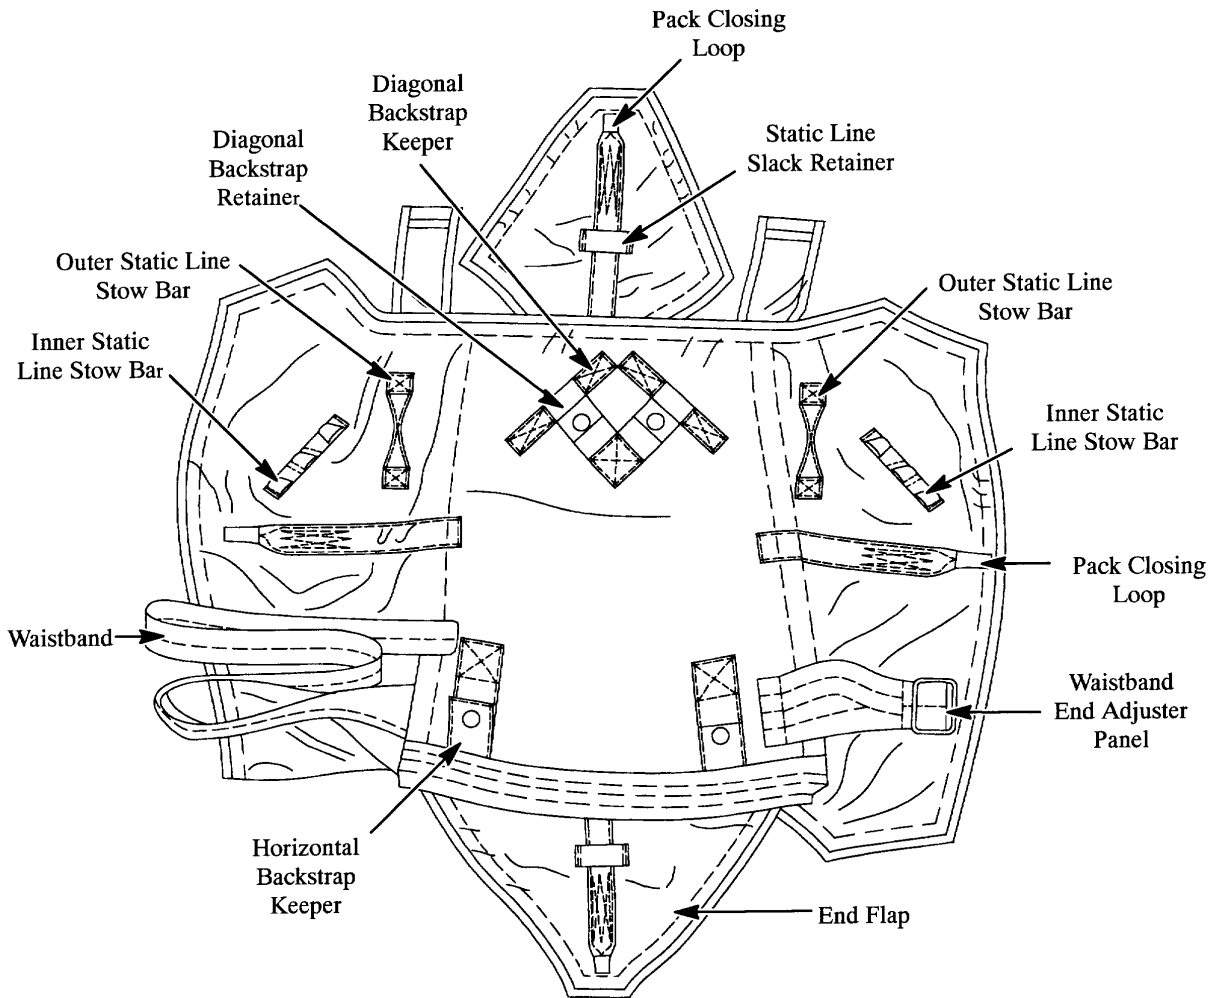 Pack Closing
Loop
Diagonal
Backstrap
Keeper
Static Line
Slack Retainer
Diagonal
Backstrap
Retainer
Outer Static Line
Stow Bar
Outer Static Line
Stow Bar
Inner Static
Line Stow Bar
Inner Static
Line Stow Bar
Pack Closing
Loop
Waistband
Waistband
End Adjuster
Panel
Horizontal
Backstrap
Keeper
End Flap